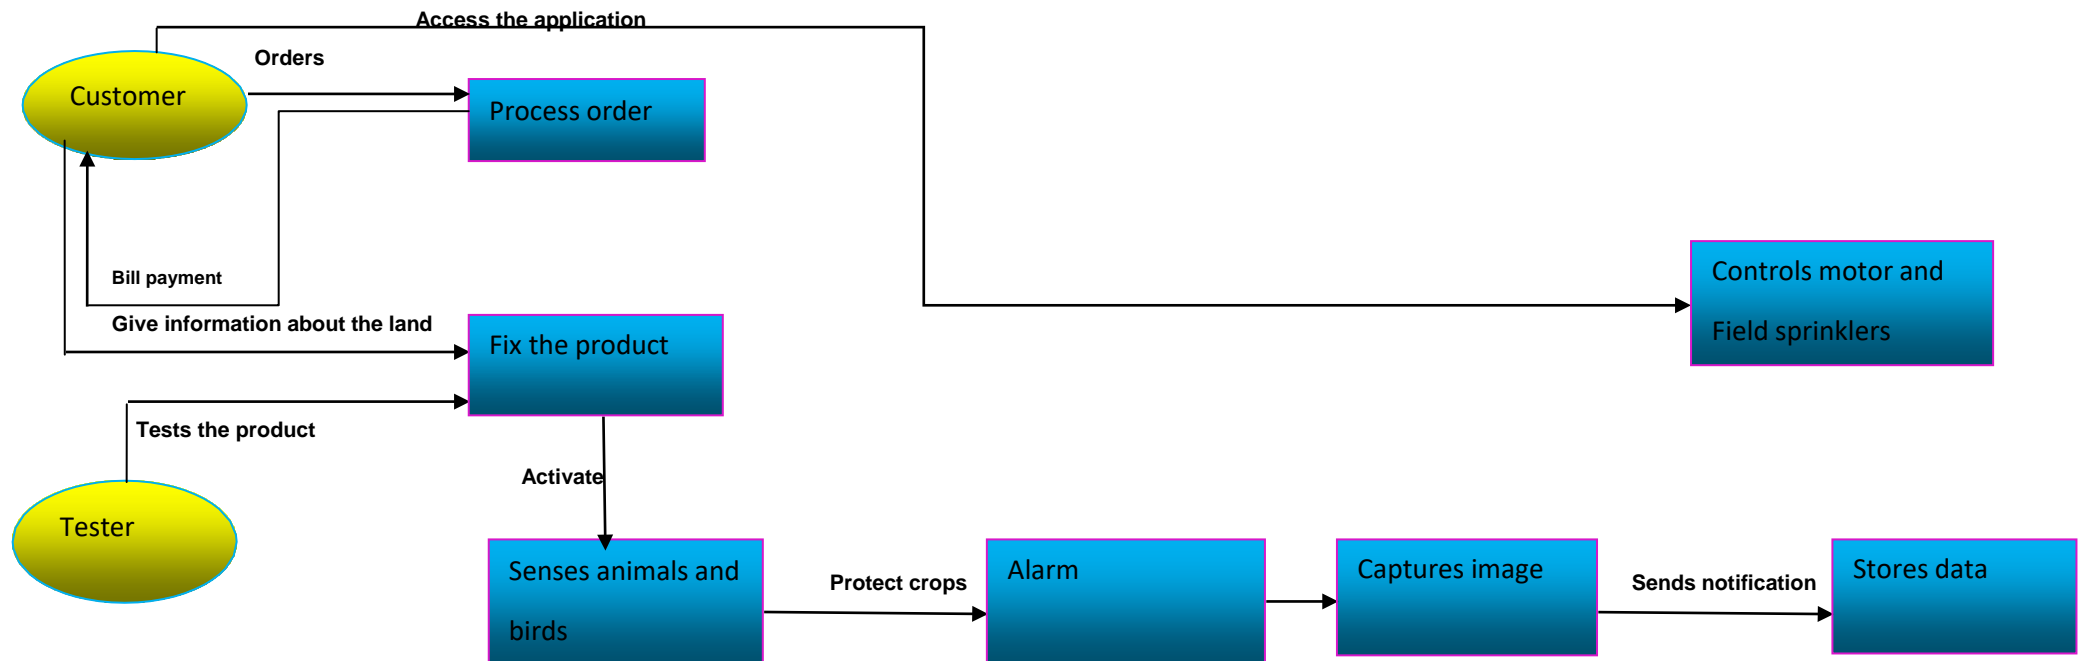 Access the application
Orders
Customer
Process order
Bill payment
Controls motor and
Field sprinklers
Give information about the land
Fix the product
Tests the product
Activate
Tester
Senses animals and
birds
Protect crops
Alarm
Captures image
Sends notification
Stores data